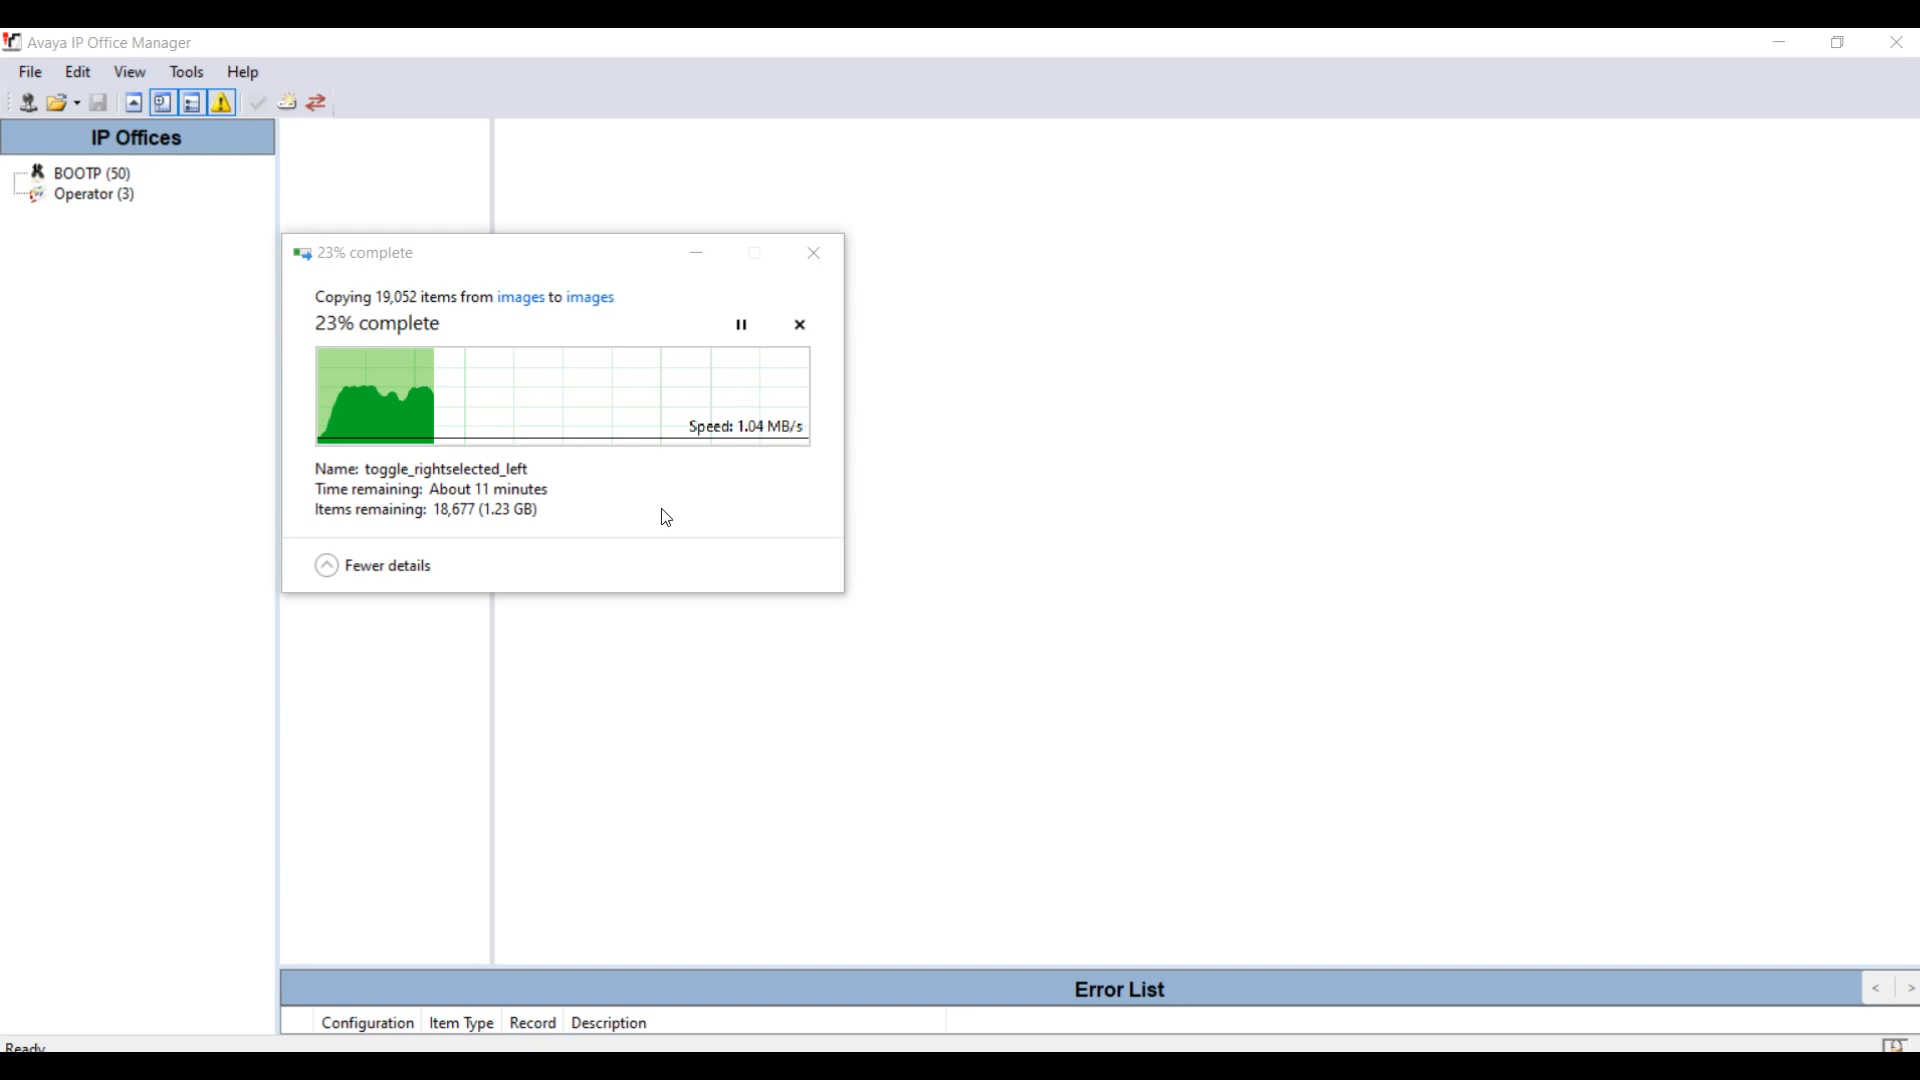 Avaya IP Office Manager
File Edit View Tools Help
IP Offices
BOOTP (50)
Operator (3)
23% complete
Copying 19,052 items from images to images
23% complete
Speed: 1.04 MB/s
Name: toggle_rightselected_left
Time remaining: About 11 minutes
Items remaining: 18,677 (1.23 GB)
Fewer details
Error List
Configuration Item Type Record Description
Ready